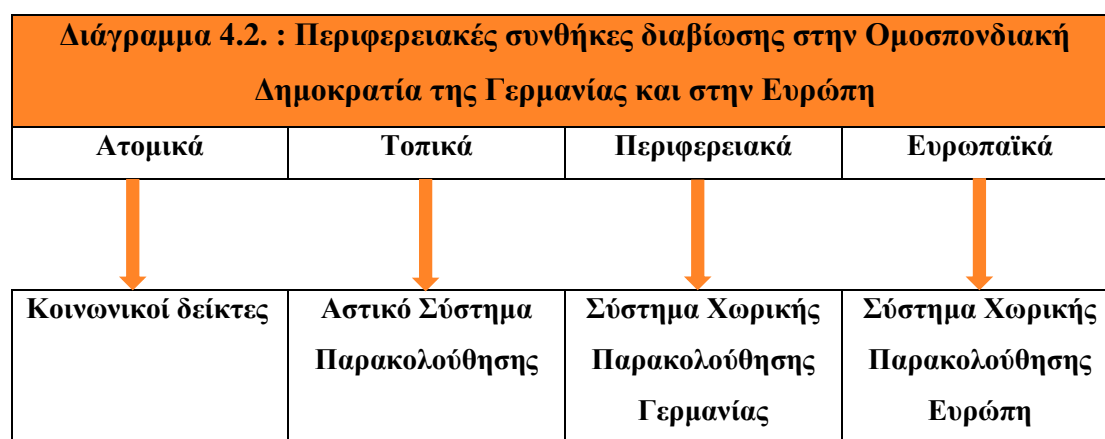 Διάγραμμα 4.2. : Περιφερειακές συνθήκες διαβίωσης στην Ομοσπονδιακή
Δημοκρατία της Γερμανίας και στην Ευρώπη
Ατομικά Τοπικά Περιφερειακά Ευρωπαϊκά
Κοινωνικοί δείκτες
Αστικό Σύστημα
Παρακολούθησης
Σύστημα Χωρικής
Παρακολούθησης
Γερμανίας
Σύστημα Χωρικής
Παρακολούθησης
Ευρώπη